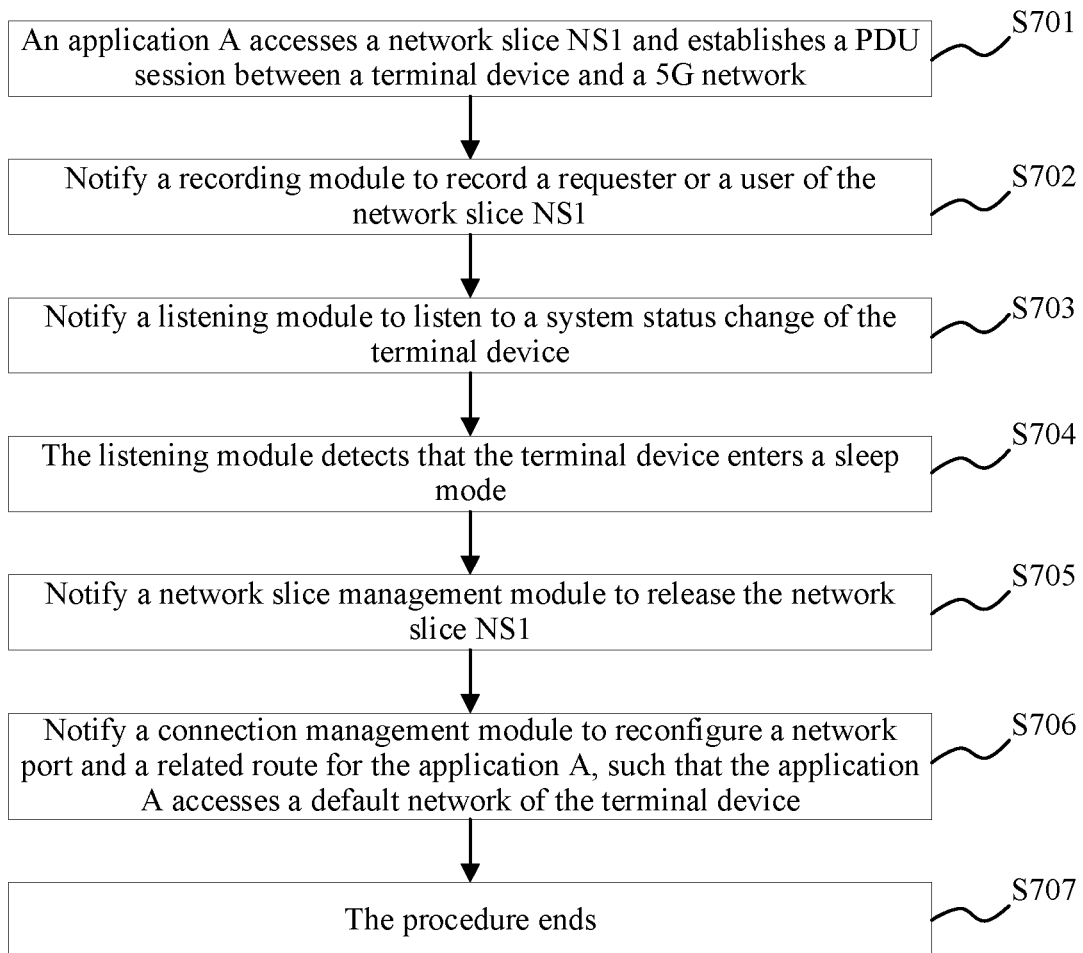 S701
An application A accesses a network slice NS1 and establishes a PDU
session between a terminal device and a 5G network
S702
Notify a recording module to record a requester or a user of the
network slice NS1
S703
Notify a listening module to listen to a system status change of the
terminal device
S704
The listening module detects that the terminal device enters a sleep
mode
S705
Notify a network slice management module to release the network
slice NS1
S706
Notify a connection management module to reconfigure a network
port and a related route for the application A, such that the application
A accesses a default network of the terminal device
S707
The procedure ends